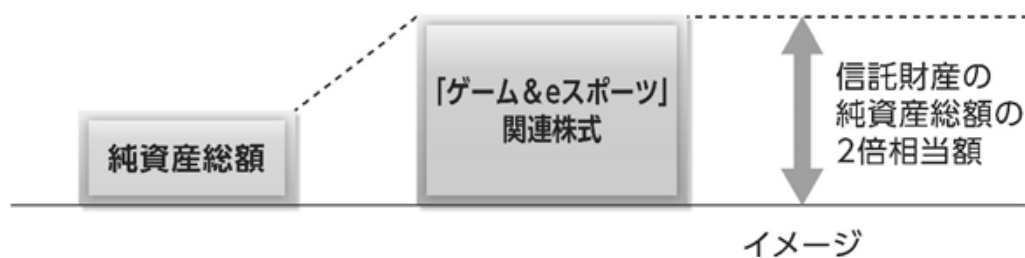 純資産総額
「ゲーム＆eスポーツ」
関連株式
信託財産の
純資産総額の
2倍相当額
イメージ